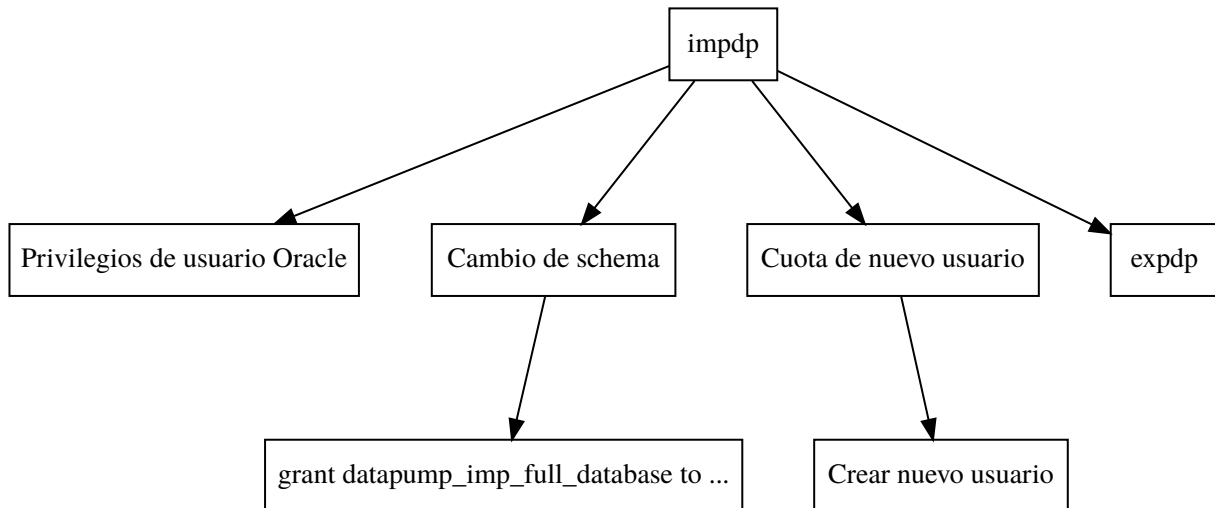 impdp
Privilegios de usuario Oracle
Cambio de schema
Cuota de nuevo usuario
expdp
grant datapump_imp_full_database to ...
Crear nuevo usuario